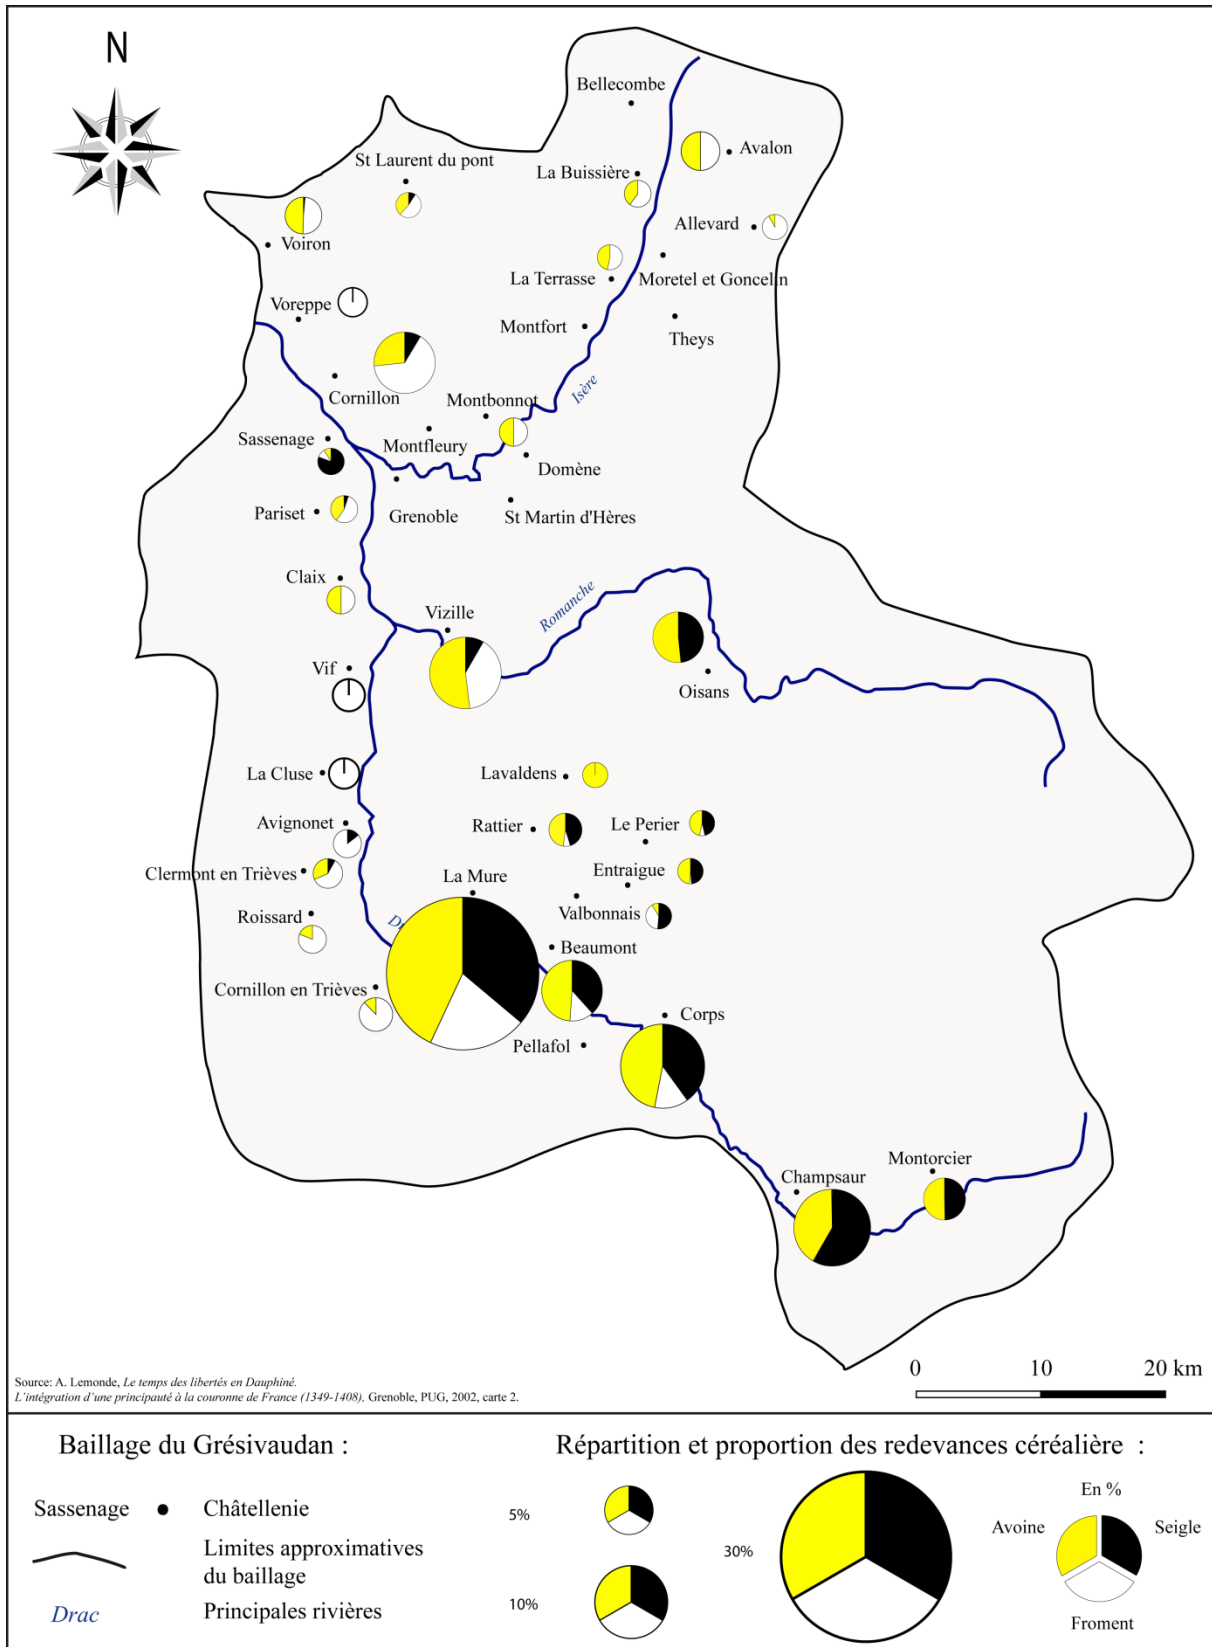 N
Bellecombe
Avalon
St Laurent du pont
La Buissière
Allevard
Voiron
La Terrasse
Moretel et Goncelin
Voreppe
Montfort
Theys
Isère
Cornillon
Montbonnot
Sassenage
Montfleury
Domène
Pariset
Grenoble
St Martin d'Hères
Claix
Vizille
Romanche
Vif
Oisans
La Cluse
Lavaldens
Avignonet
Rattier
Le Perier
Clermont en Trièves
La Mure
Entraigue
Roissard
Valbonnais
Beaumont
Cornillon en Trièves
Corps
Pellafol
Montorcier
Champsaur
0 10 20 km
Source: A. Lemonde, Le temps des libertés en Dauphiné.
L'intégration d'une principauté à la couronne de France (1349-1408), Grenoble, PUG, 2002, carte 2.
Baillage du Grésivaudan :
Sassenage Châtellenie
Limites approximatives
du baillage
Drac Principales rivières
Répartition et proportion des redevances céréalière :
5%
10%
30%
En %
Avoine Seigle
Froment